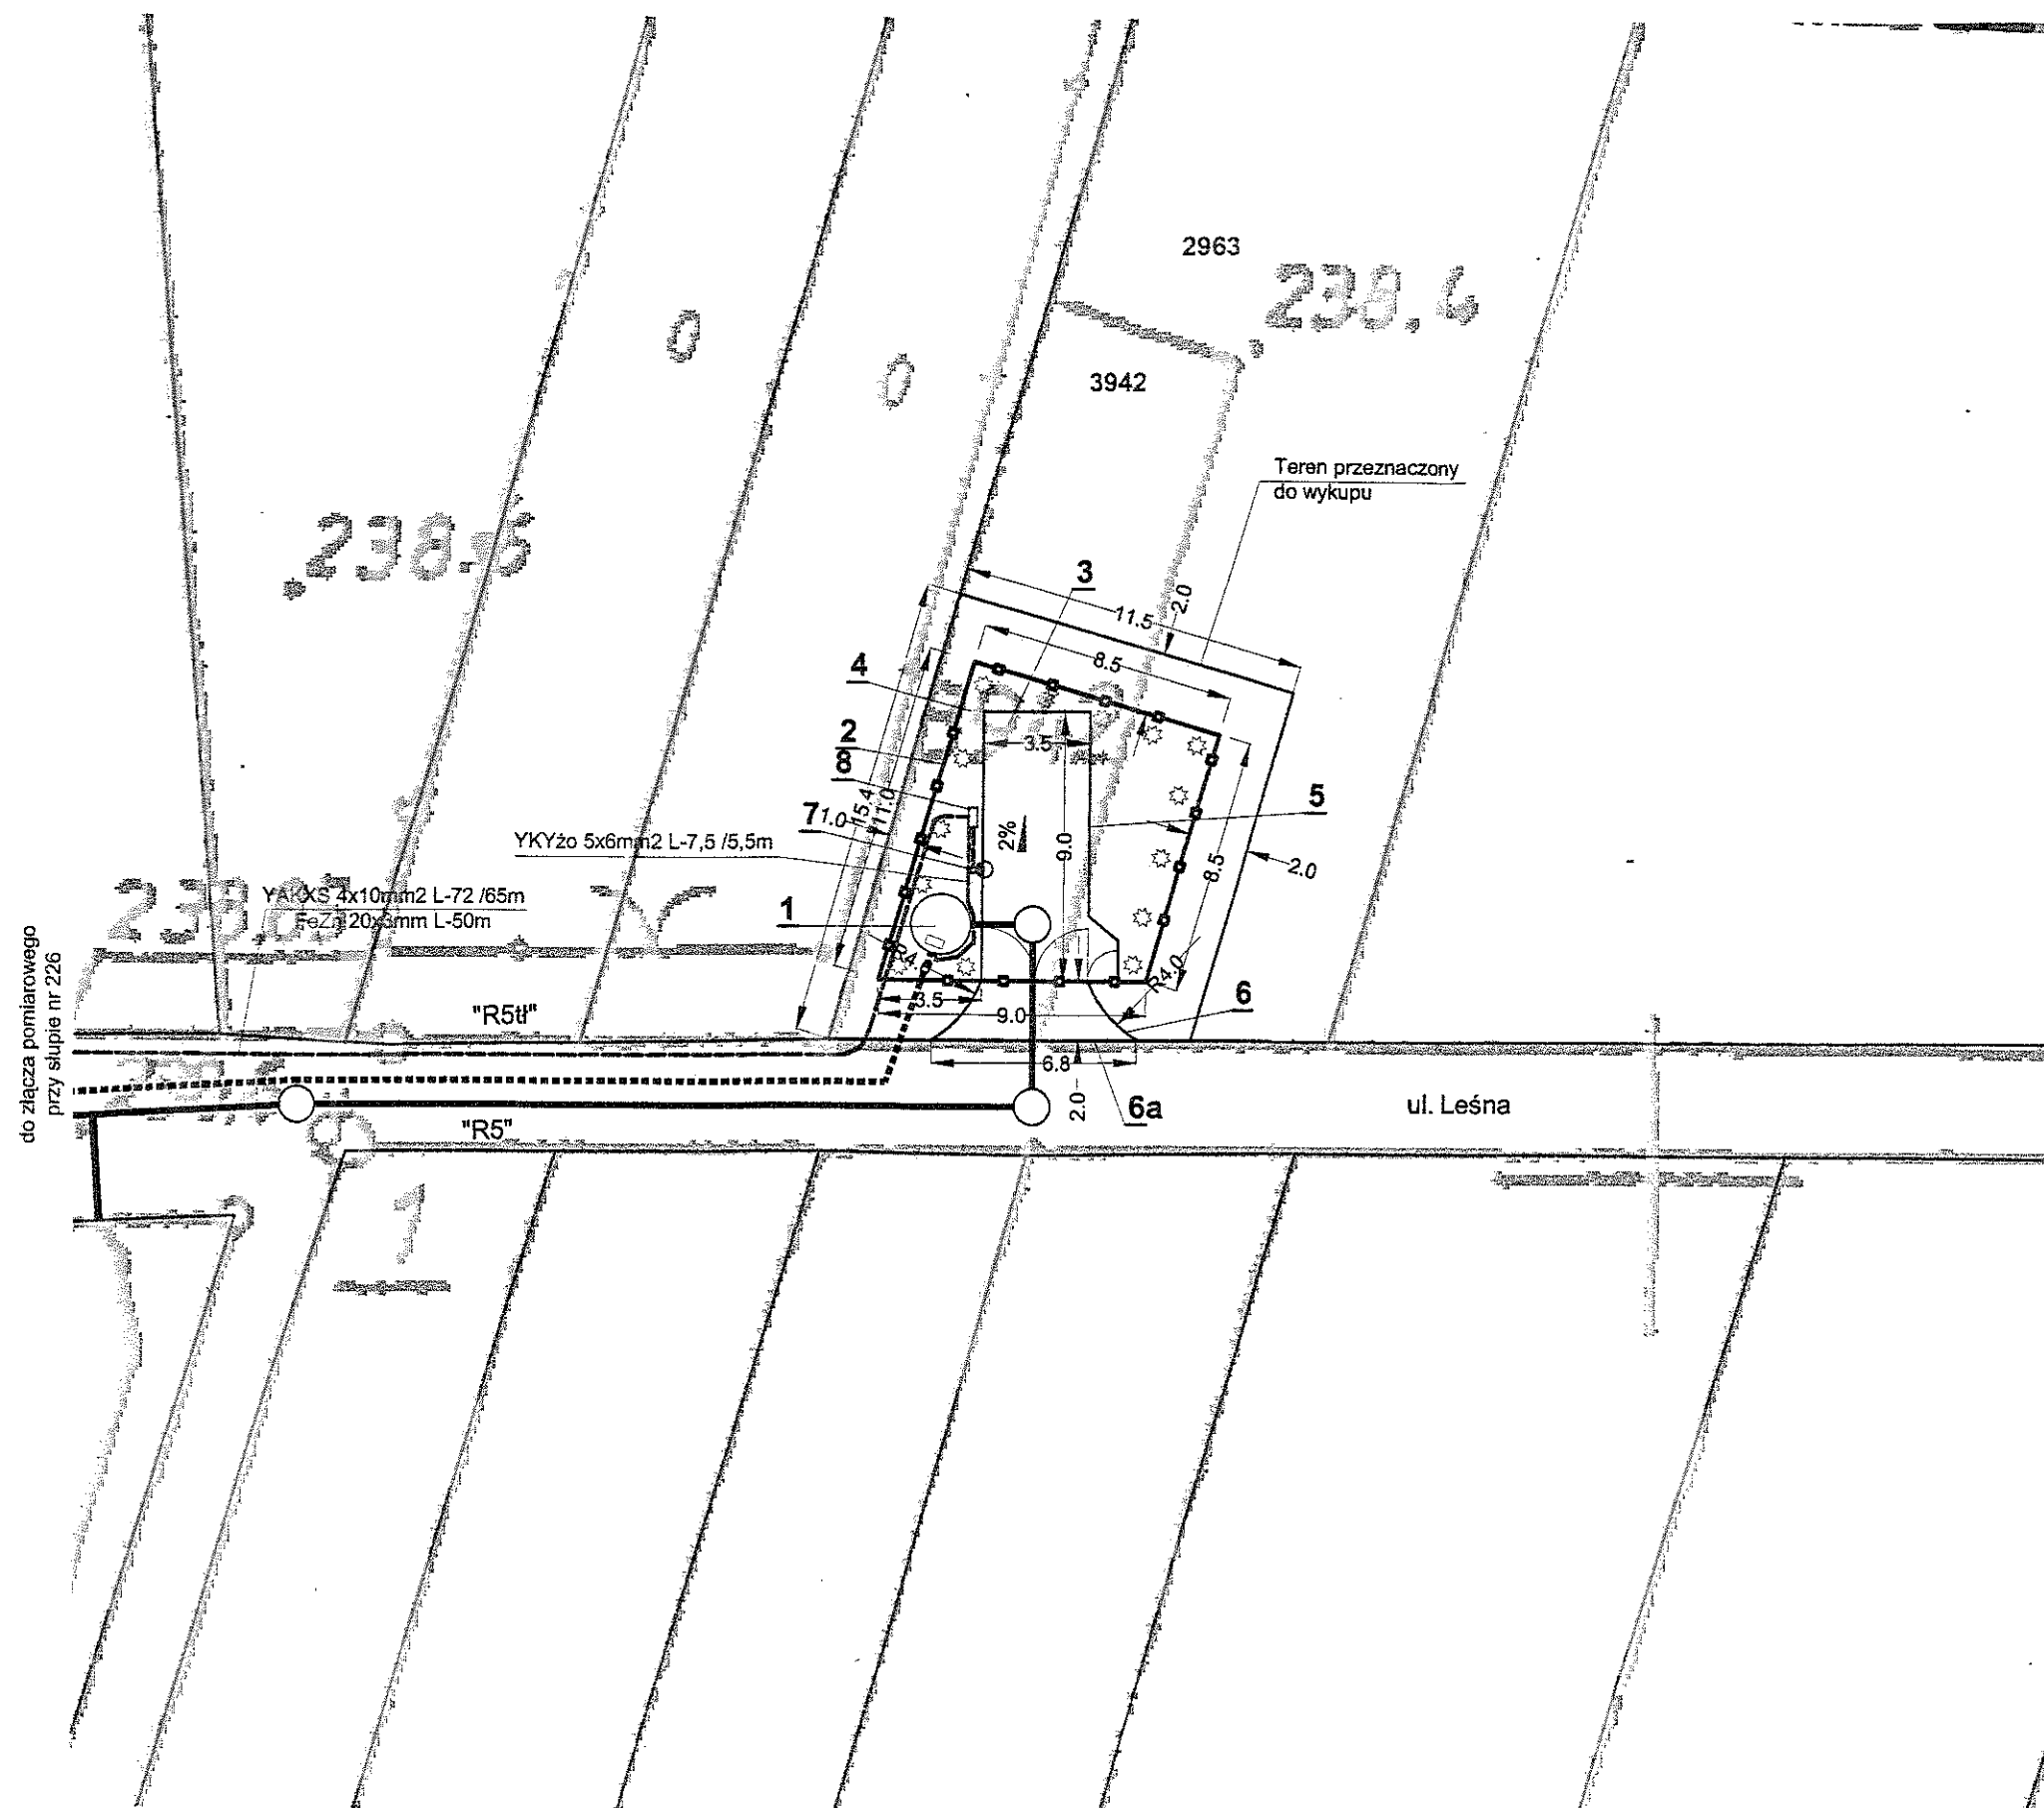 2963
238.4
3942
Teren przeznaczony
do wykupu
238.5
3
11.5
2.0
8.5
4
2
8
3.5
15.4
11.0
7
1.0
5
2%
9.0
8.5
2.0
YKYżo 5x6mm2 L-7,5 /5,5m
YAKXS 4x10mm2 L-72 /65m
FeZn 20x3mm L-50m
1
R4.0
R4.0
do złącza pomiarowego
przy słupie nr 226
"R5tł"
3.5
9.0
6
6.8
2.0
6a
"R5"
ul. Leśna
1